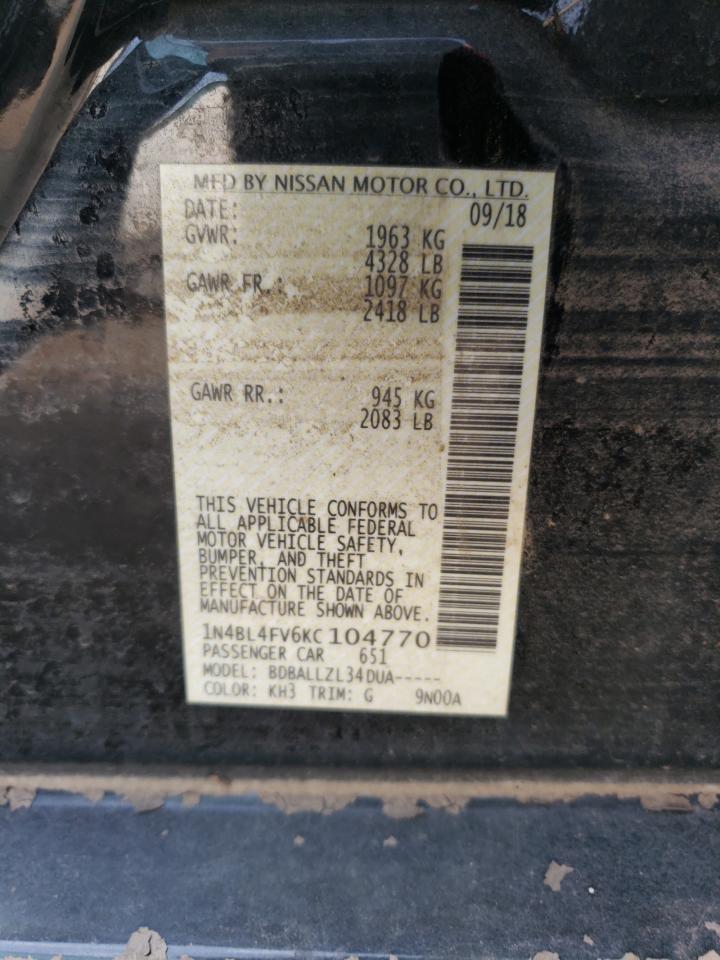 MFD BY NISSAN MOTOR CO., LTD.
DATE: 09/18
GVWR: 1963 KG
4328 LB
GAWR FR.: 1097 KG
2418 LB
GAWR RR.: 945 KG
2083 LB
THIS VEHICLE CONFORMS TO
ALL APPLICABLE FEDERAL
MOTOR VEHICLE SAFETY,
BUMPER, AND THEFT
PREVENTION STANDARDS IN
EFFECT ON THE DATE OF
MANUFACTURE SHOWN ABOVE.
1N4BL4FV6KC104770
PASSENGER CAR 651
MODEL: BDBALLZL34DUA-----
COLOR: KH3 TRIM: G 9N00A